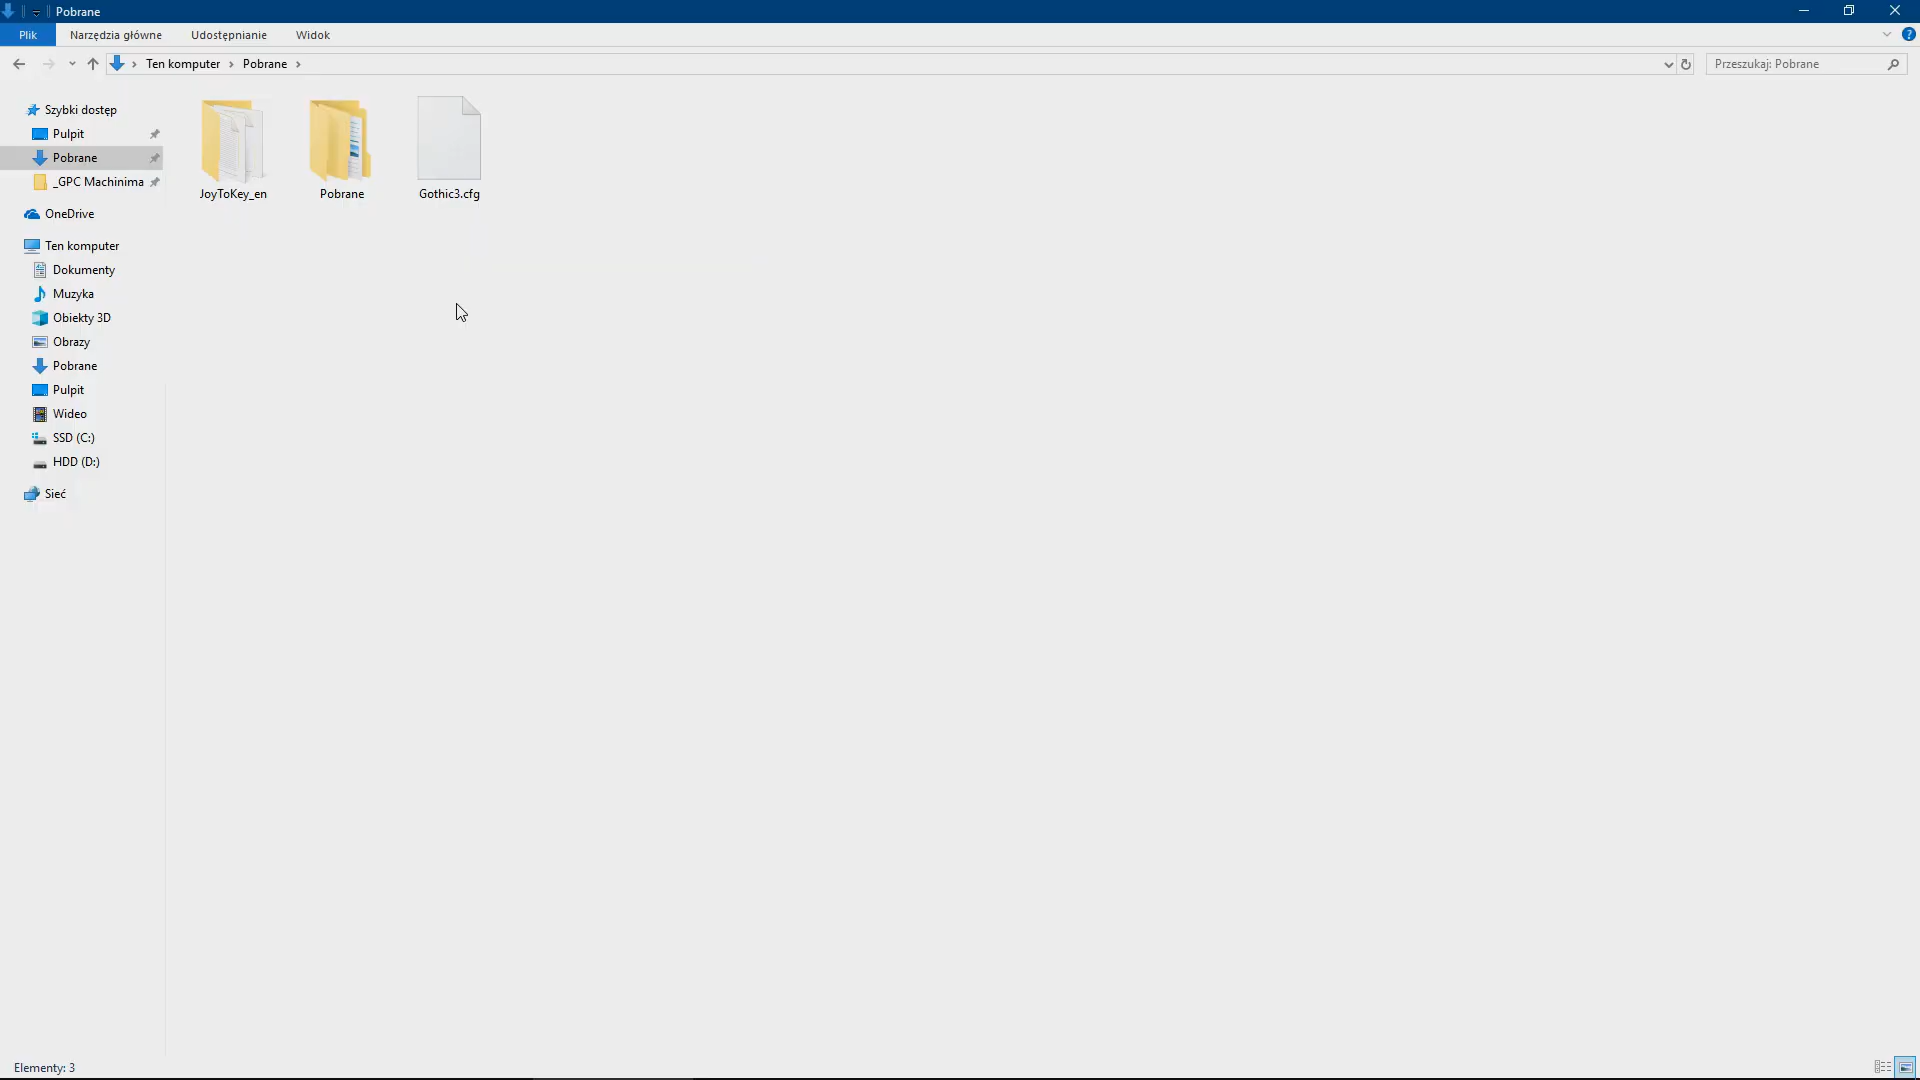 Pobrane
Plik Narzędzia główne Udostępnianie Widok
Ten komputer Pobrane Przeszukaj: Pobrane
Szybki dostęp
Pulpit
Pobrane
_GPC Machinima
OneDrive
Ten komputer
Dokumenty
Muzyka
Obiekty 3D
Obrazy
Pobrane
Pulpit
Wideo
SSD (C:)
HDD (D:)
Sieć
JoyToKey_en Pobrane Gothic3.cfg
Elementy: 3